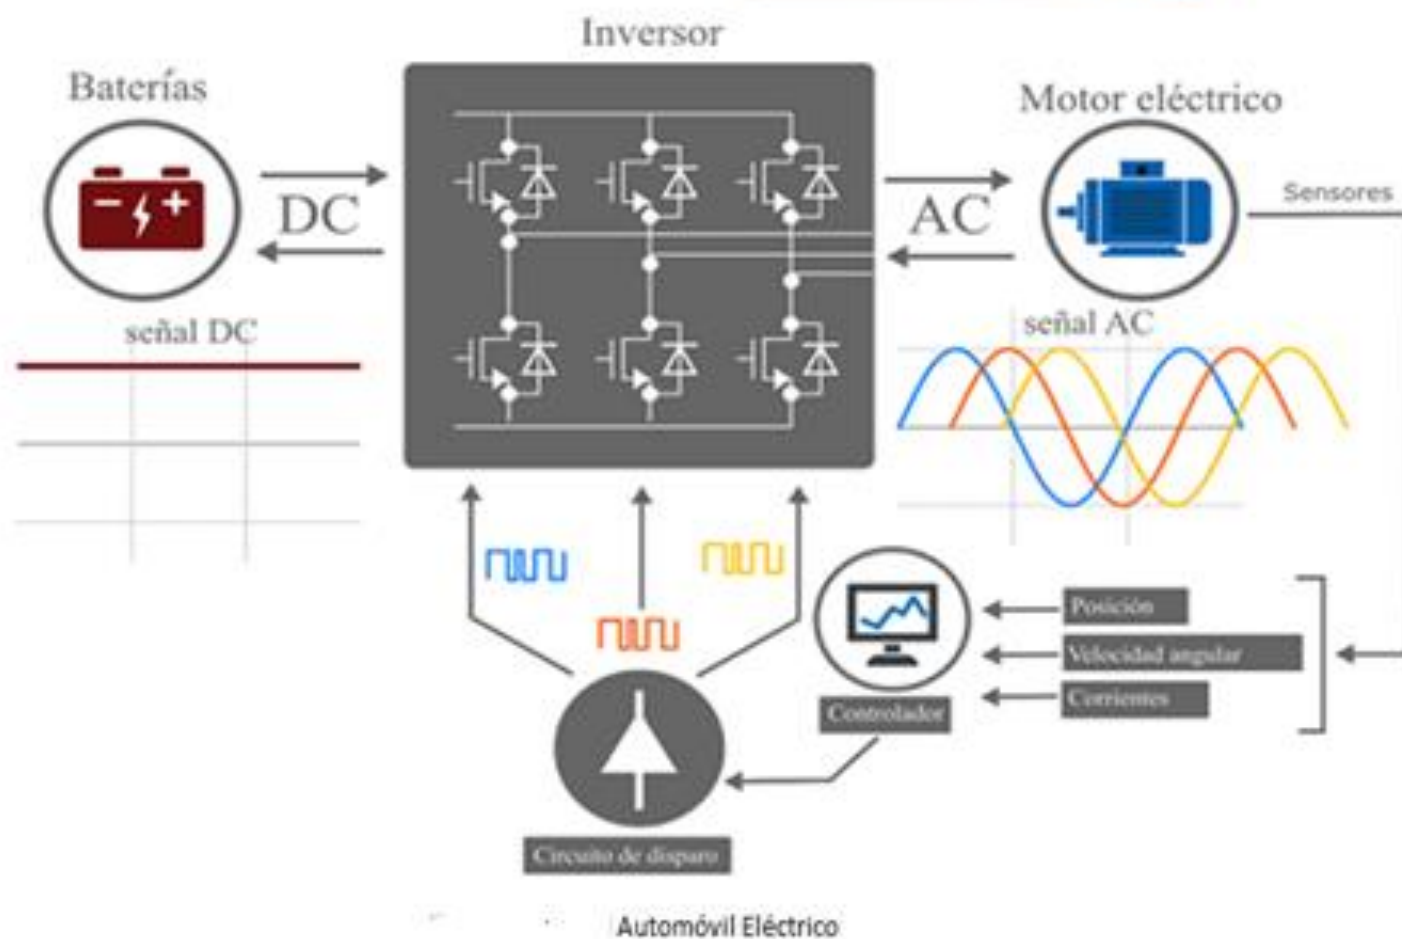 Inversor
Baterías
Motor eléctrico
DC
AC
Sensores
señal DC
señal AC
Posición
Velocidad angular
Corrientes
Controlador
Circuito de disparo
Automóvil Eléctrico